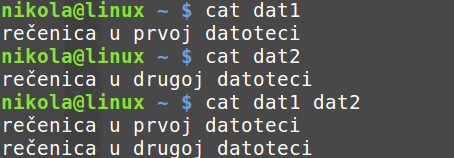 nikola@linux ~ $ cat dat1
rečenica u prvoj datoteci
nikola@linux ~ $ cat dat2
rečenica u drugoj datoteci
nikola@linux ~ $ cat dat1 dat2
rečenica u prvoj datoteci
rečenica u drugoj datoteci